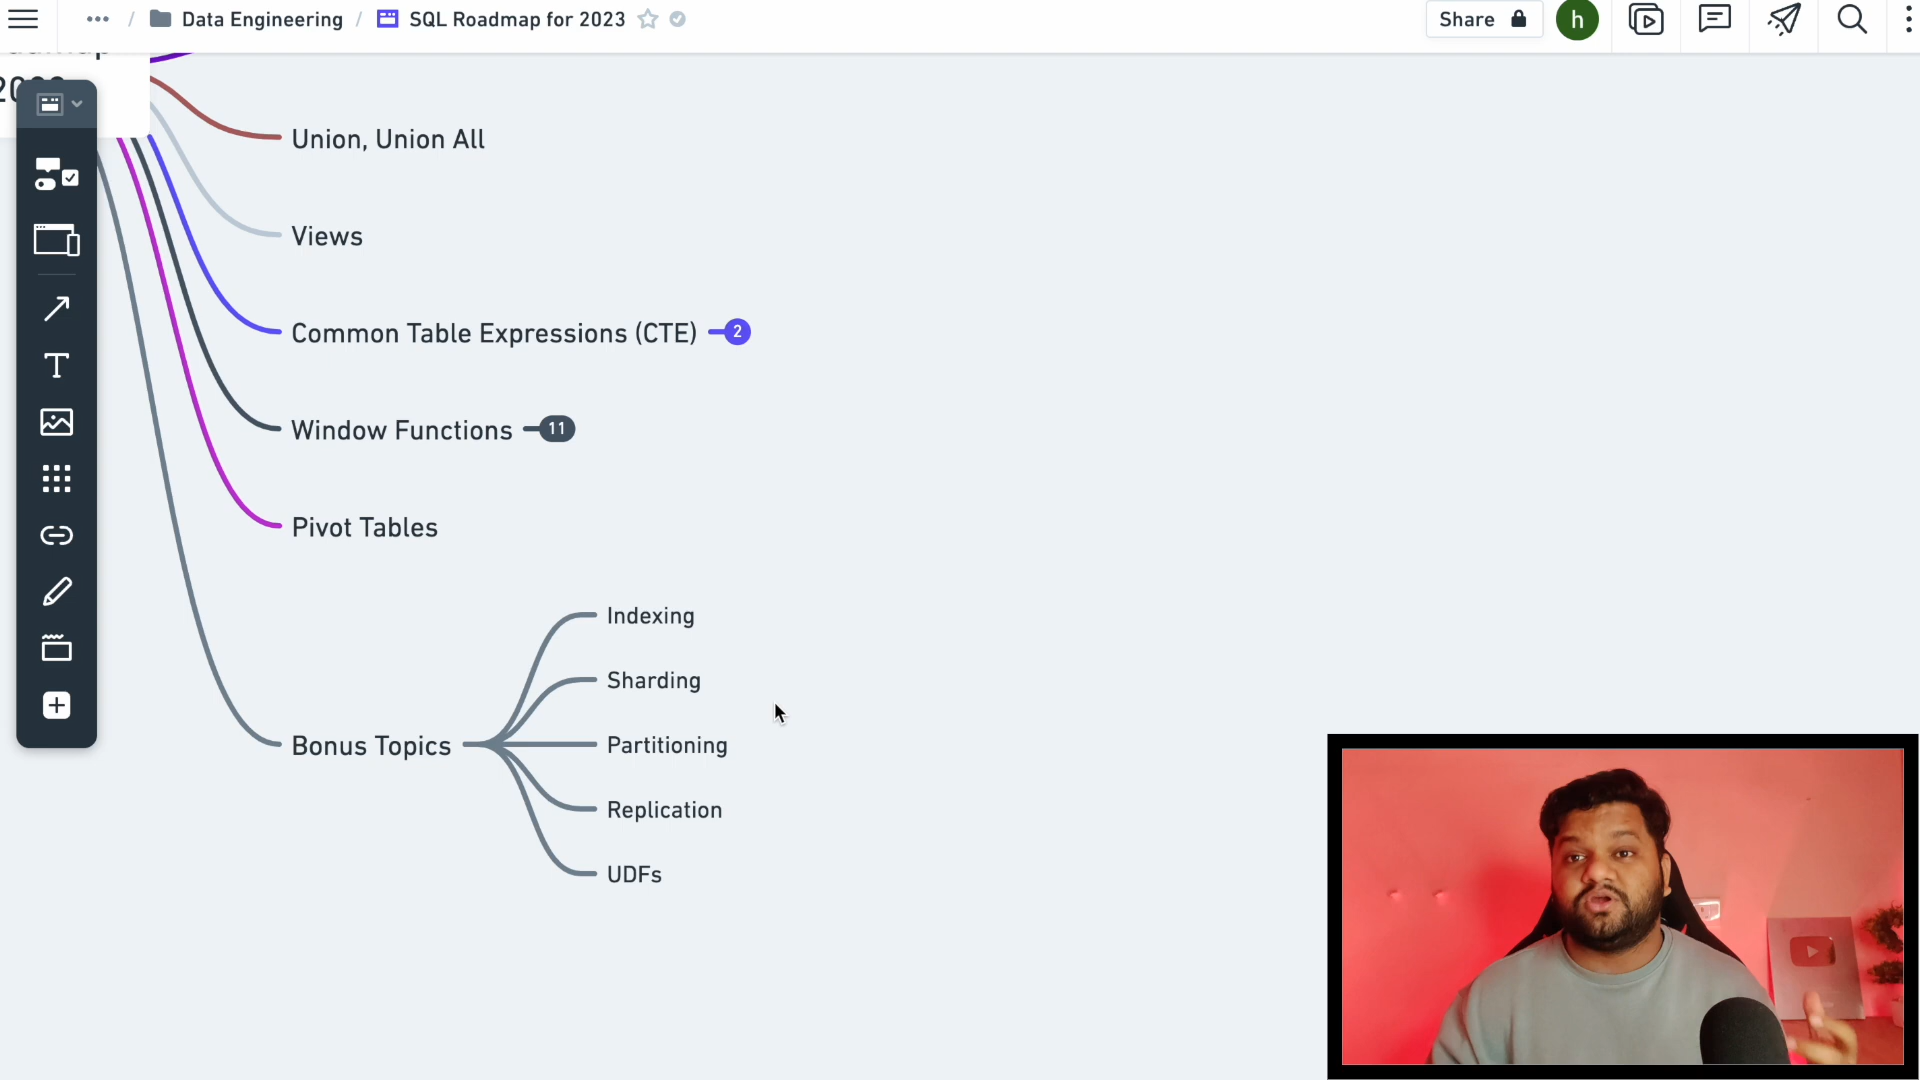 Data Engineering / SQL Roadmap for 2023
Share
h
Union, Union All
Views
Common Table Expressions (CTE) 2
Window Functions 11
Pivot Tables
Bonus Topics
Indexing
Sharding
Partitioning
Replication
UDFs